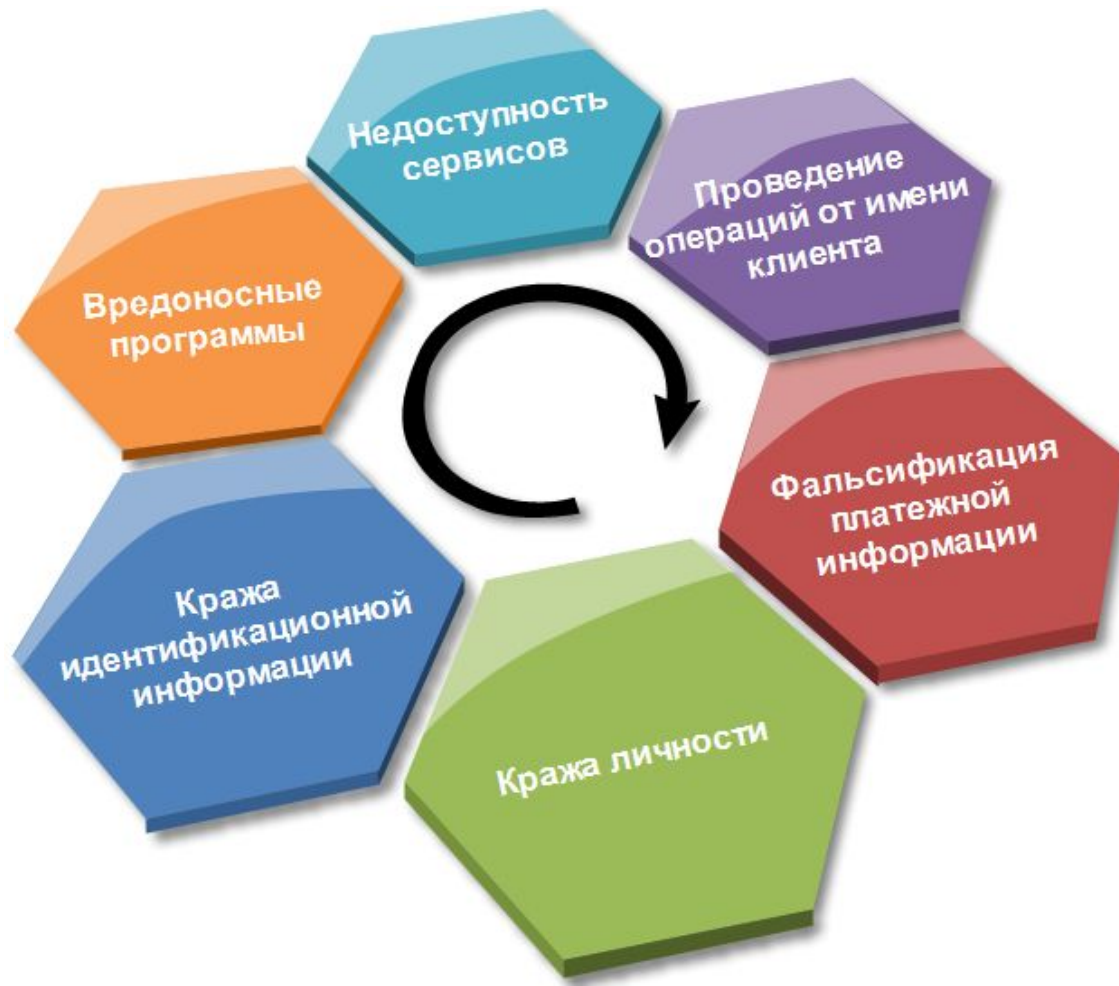 Недоступность
сервисов
Проведение
операций от имени
клиента
Вредоносные
программы
Фальсификация
платежной
информации
Кража
идентификационной
информации
Кража личности